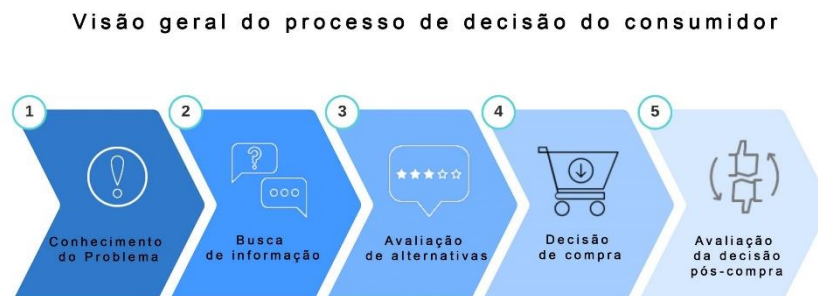 Visão geral do processo de decisão do consumidor
1
2
3
4
5
?
Conhecimento
do Problema
Busca
de informação
Avaliação
de alternativas
Decisão
de compra
Avaliação
da decisão
pós-compra